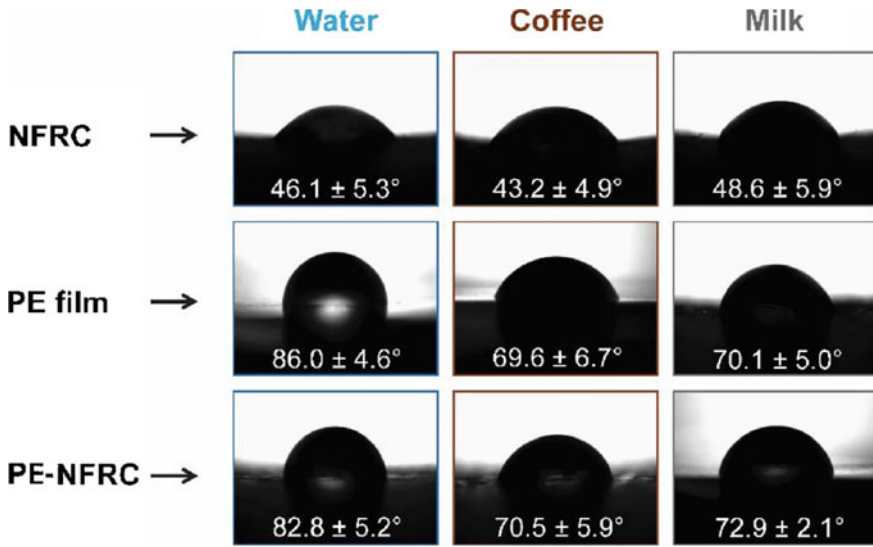 Water Coffee Milk
NFRC
46.1 ± 5.3° 43.2 ± 4.9° 48.6 ± 5.9°
PE film
86.0 ± 4.6° 69.6 ± 6.7° 70.1 ± 5.0°
PE-NFRC
82.8 ± 5.2° 70.5 ± 5.9° 72.9 ± 2.1°